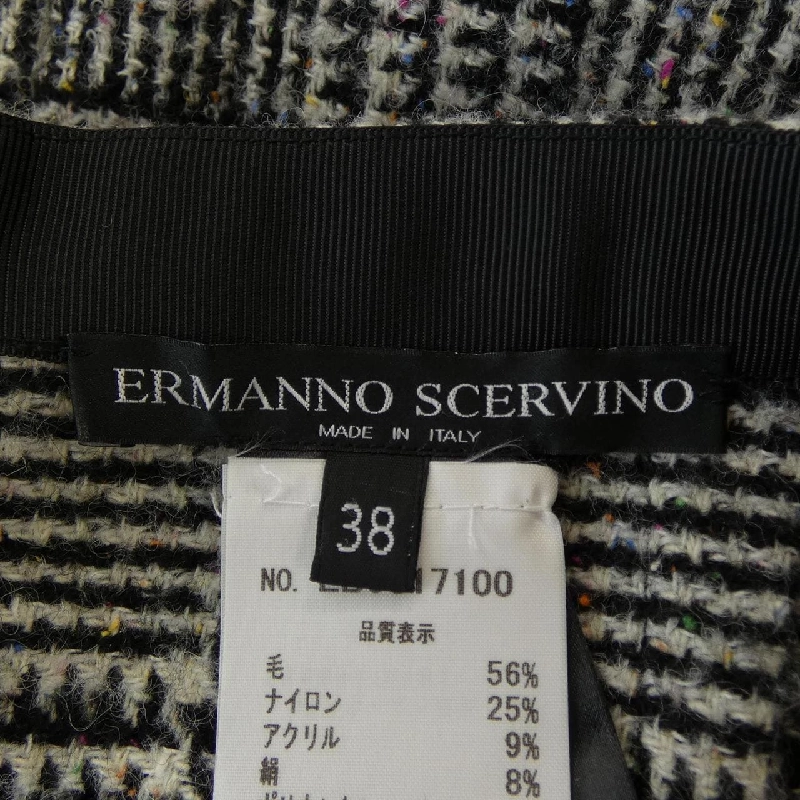 ERMANNO SCERVINO
MADE IN ITALY
38
NO. 17100
品質表示
毛 56%
ナイロン 25%
アクリル 9%
絹 8%